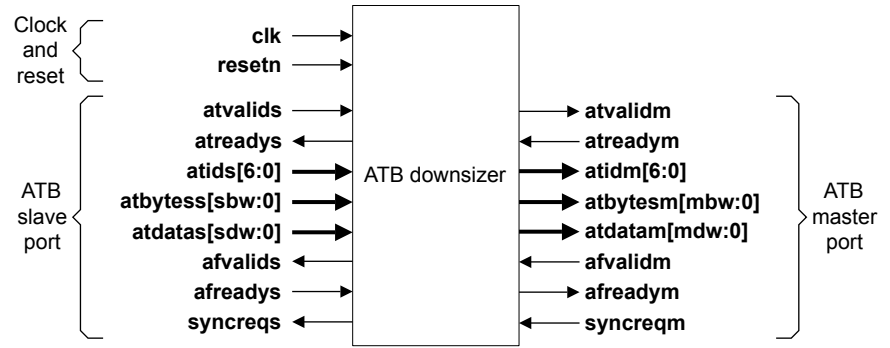 Clock
and
reset
clk
resetn
ATB
slave
port
atvalids
atreadys
atids[6:0]
atbytess[sbw:0]
atdatas[sdw:0]
afvalids
afreadys
syncreqs
ATB downsizer
atvalidm
atreadym
atidm[6:0]
atbytesm[mbw:0]
atdatam[mdw:0]
afvalidm
afreadym
syncreqm
ATB
master
port